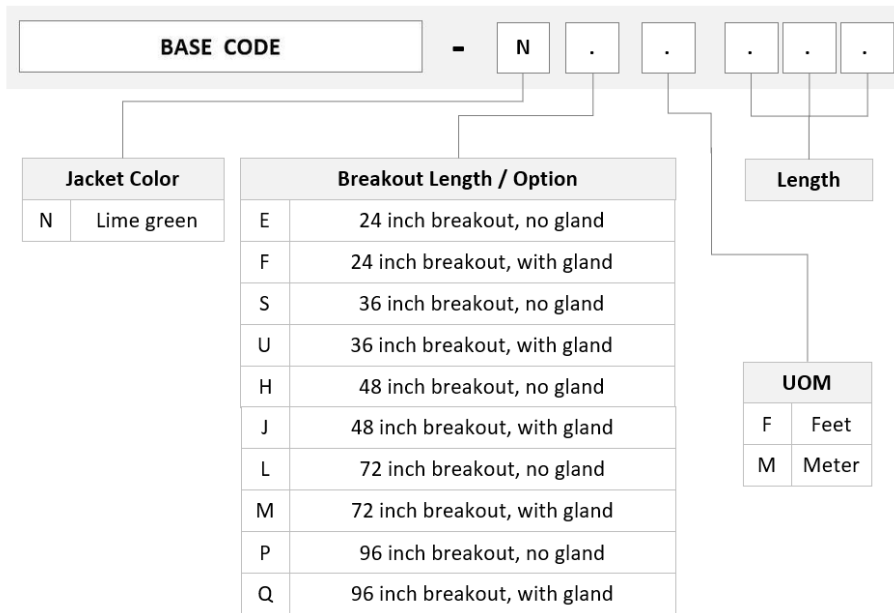 BASE CODE - N . . . . .
Jacket Color
N Lime green
Breakout Length / Option
E 24 inch breakout, no gland
F 24 inch breakout, with gland
S 36 inch breakout, no gland
U 36 inch breakout, with gland
H 48 inch breakout, no gland
J 48 inch breakout, with gland
L 72 inch breakout, no gland
M 72 inch breakout, with gland
P 96 inch breakout, no gland
Q 96 inch breakout, with gland
Length
UOM
F Feet
M Meter